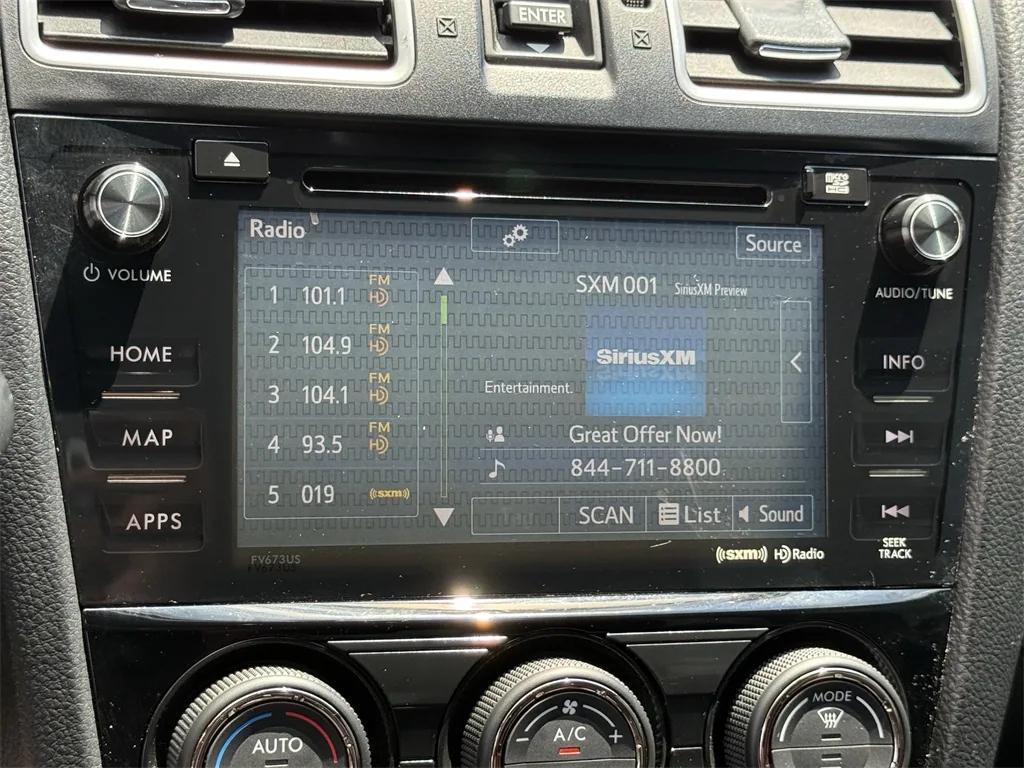 ENTER
micro SD
VOLUME
AUDIO/TUNE
HOME
MAP
APPS
INFO
SEEK
TRACK
Radio
Source
1 101.1 FM HD
2 104.9 FM HD
3 104.1 FM HD
4 93.5 FM HD
5 019 ((sxm))
SXM 001 SiriusXM Preview
SiriusXM
Entertainment.
Great Offer Now!
844-711-8800
SCAN List Sound
FV673US
((sxm)) HD Radio
AUTO
A/C
- +
MODE